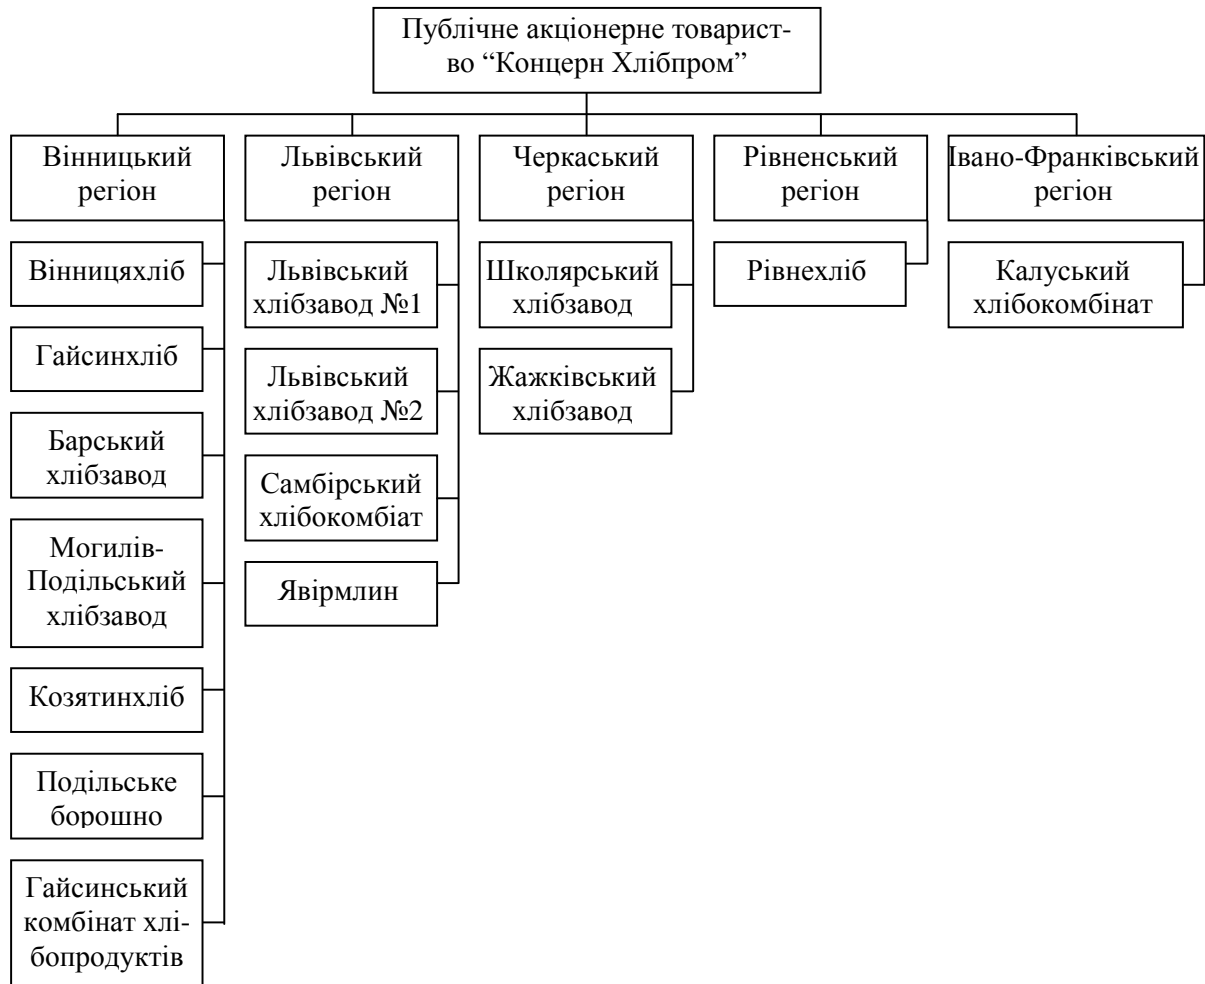 Публічне акціонерне товарист-
во “Концерн Хлібпром”
Вінницький
регіон
Львівський
регіон
Черкаський
регіон
Рівненський
регіон
Івано-Франківський
регіон
Вінницяхліб
Гайсинхліб
Барський
хлібзавод
Могилів-
Подільський
хлібзавод
Козятинхліб
Подільське
борошно
Гайсинський
комбінат хлі-
бопродуктів
Львівський
хлібзавод №1
Львівський
хлібзавод №2
Самбірський
хлібокомбіат
Явірмлин
Школярський
хлібзавод
Жажківський
хлібзавод
Рівнехліб
Калуський
хлібокомбінат